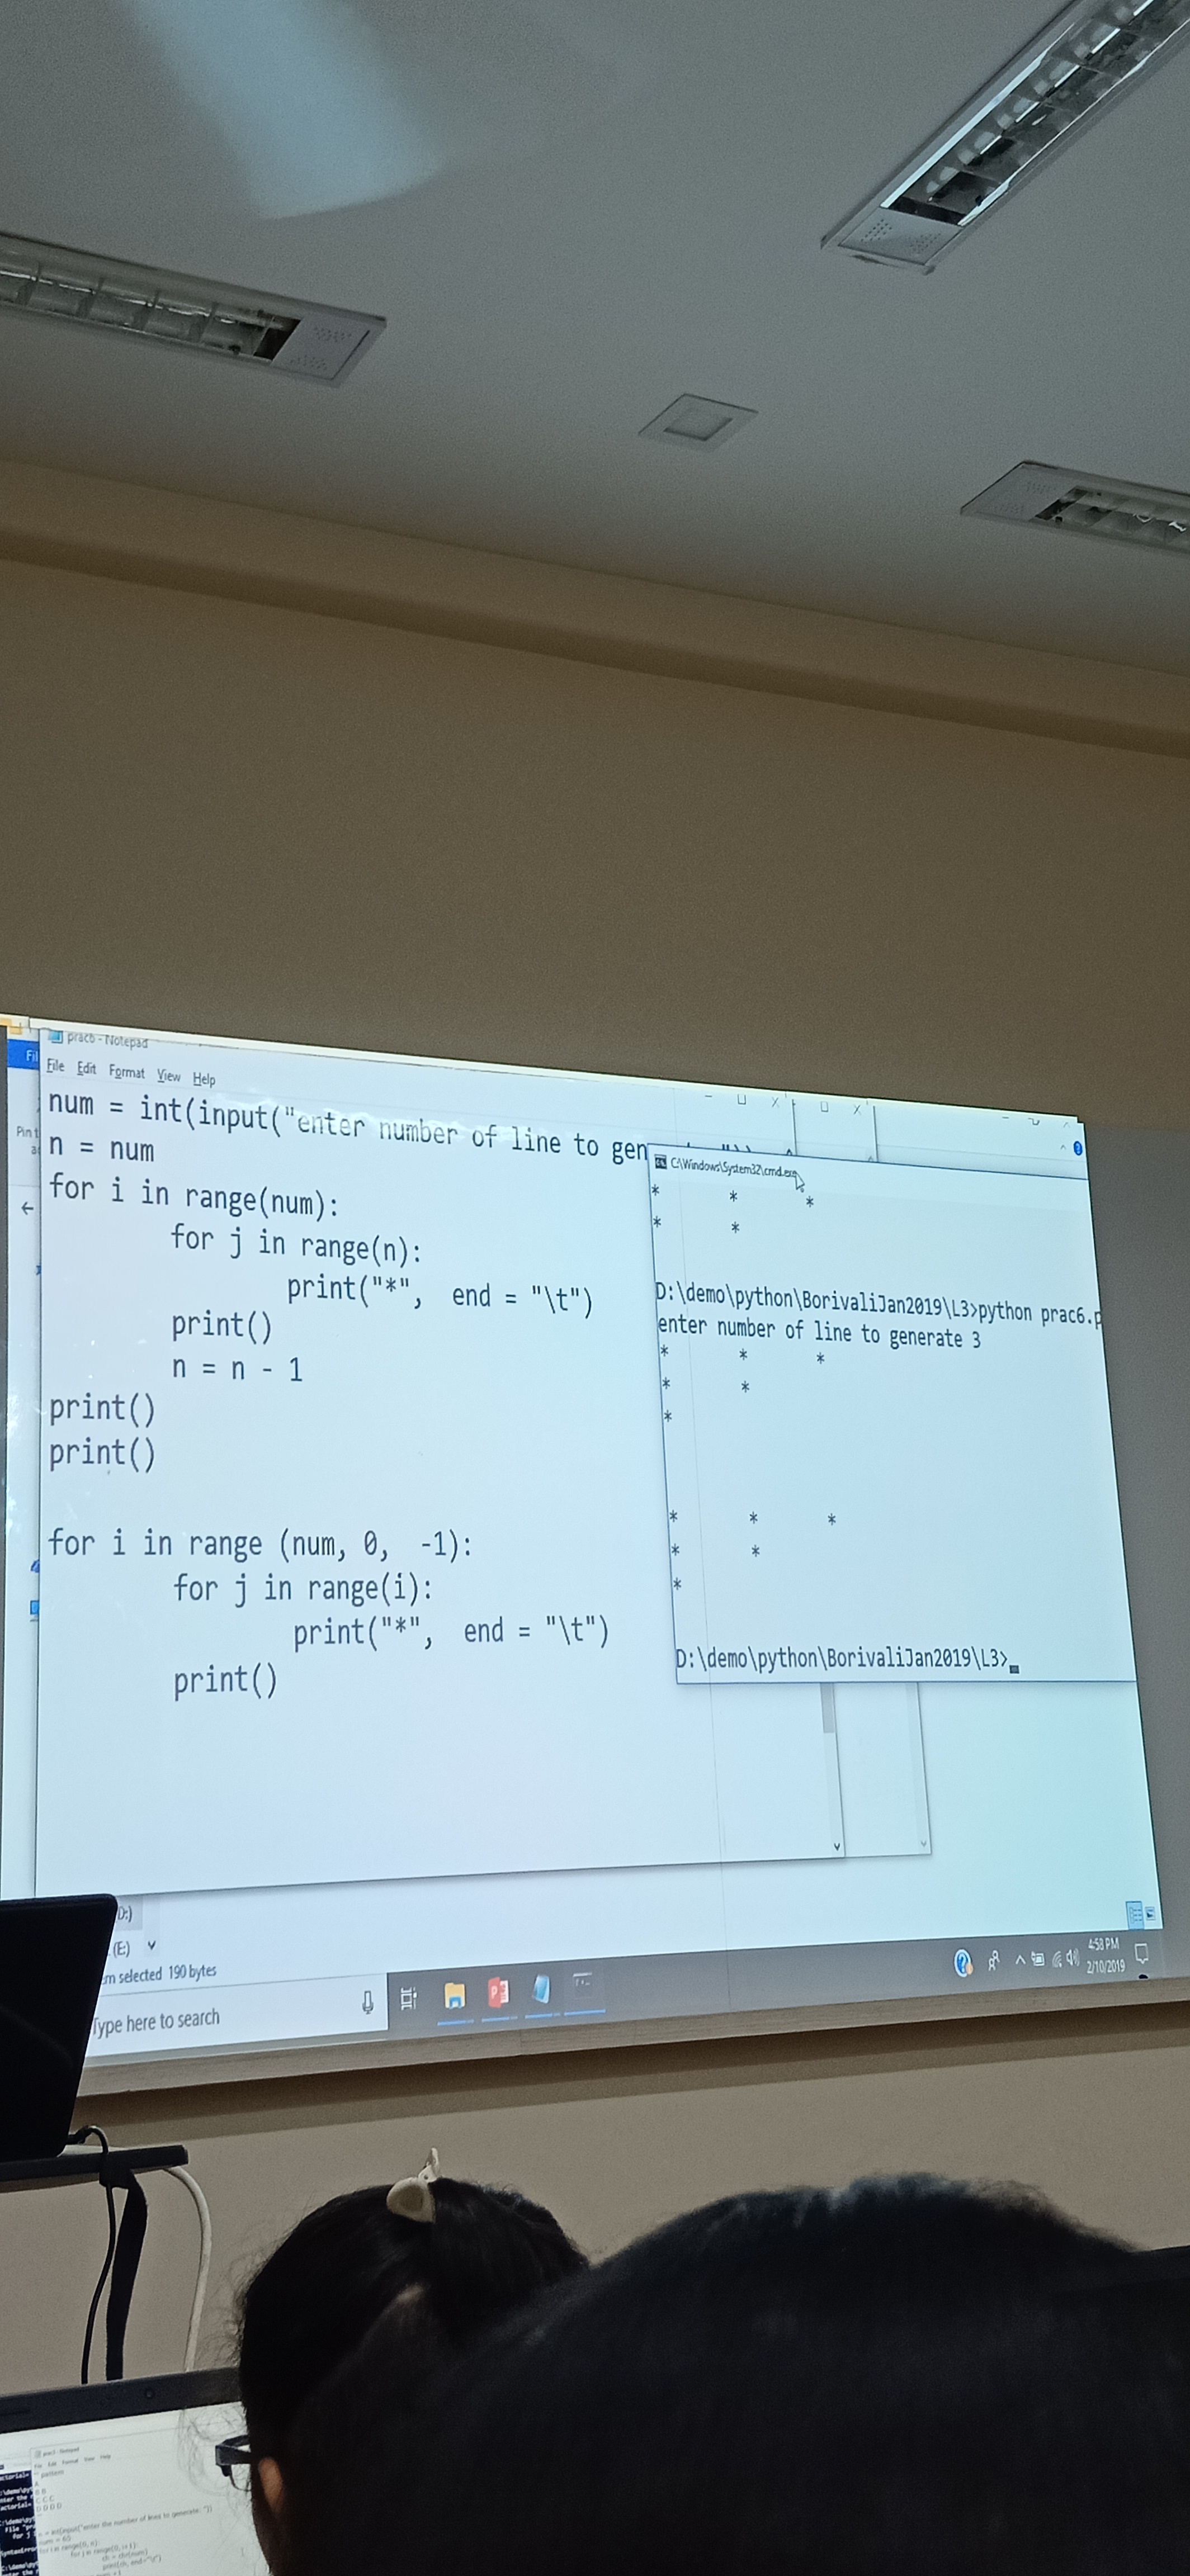 prac6 - Notepad
File Edit Format View Help
num = int(input("enter number of line to gen
n = num
for i in range(num):
for j in range(n):
print("*", end = "\t")
print()
n = n - 1
print()
print()
for i in range (num, 0, -1):
for j in range(i):
print("*", end = "\t")
print()
C:\Windows\System32\cmd.exe
* * *
* *
D:\demo\python\BorivaliJan2019\L3>python prac6.p
enter number of line to generate 3
* * *
* *
*
* * *
* *
*
D:\demo\python\BorivaliJan2019\L3>
Fil
Pin t
D:)
(E:)
m selected 190 bytes
Type here to search
4:58 PM
2/10/2019